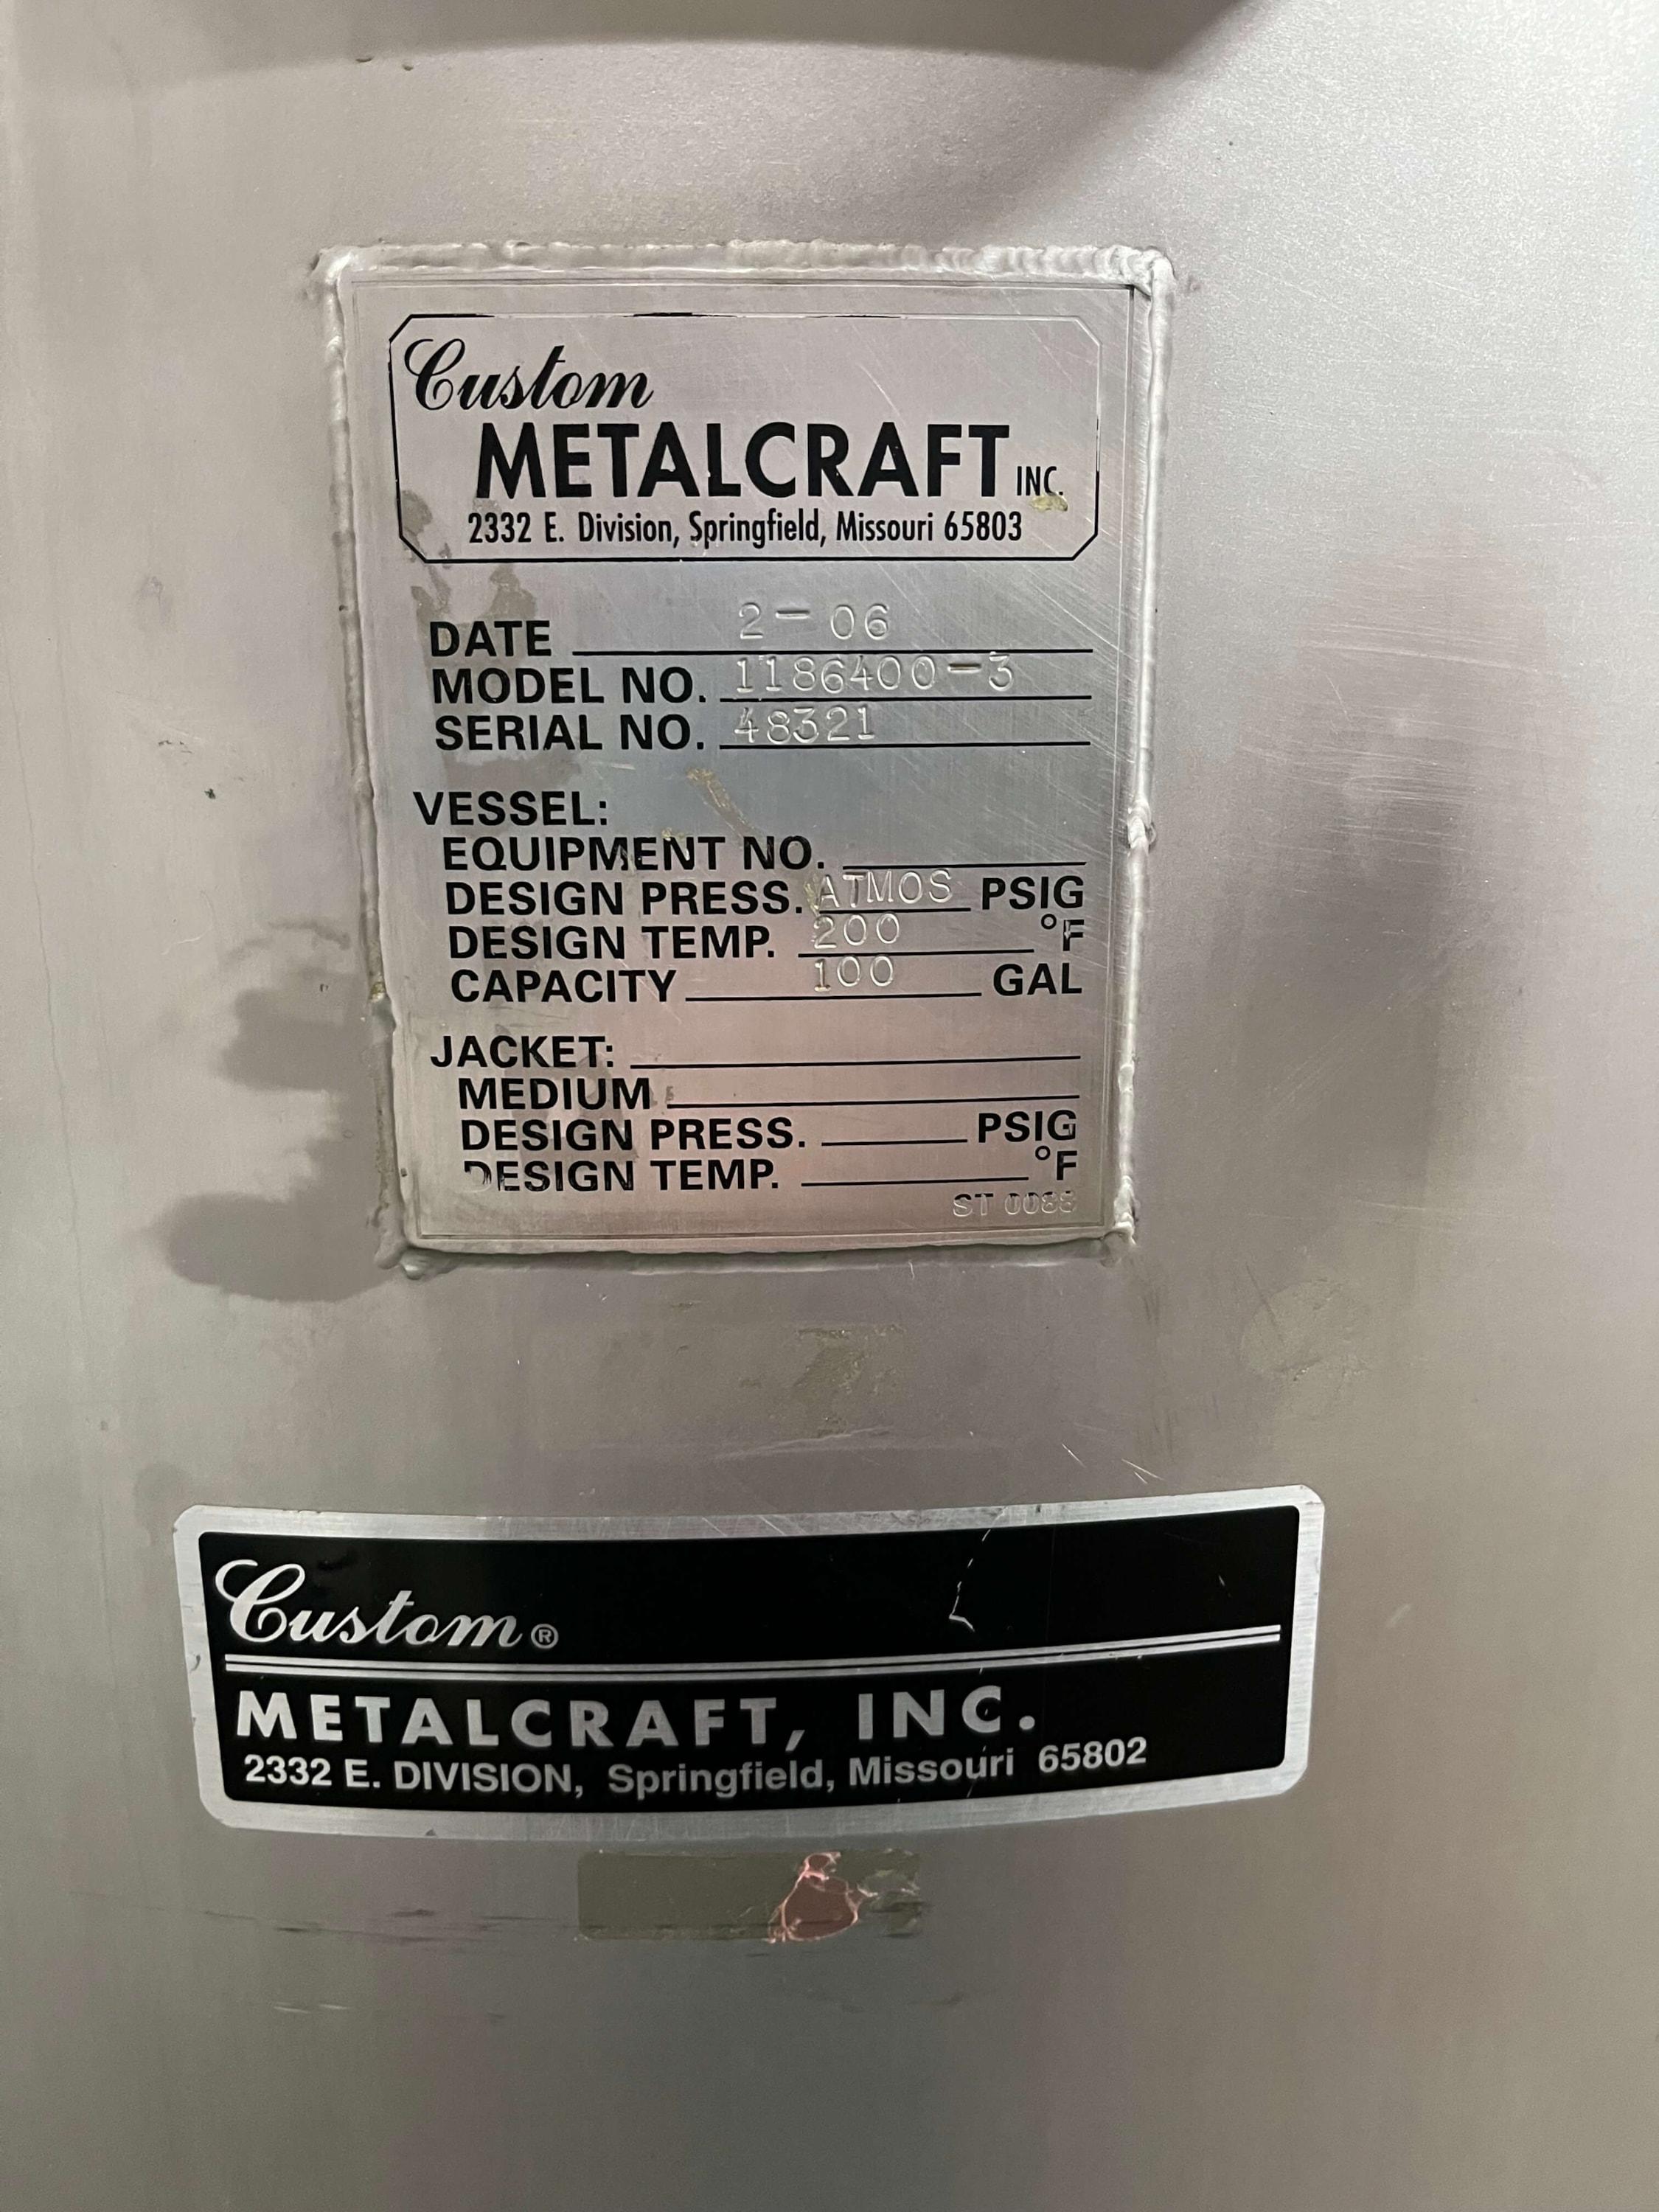 Custom
METALCRAFT INC.
2332 E. Division, Springfield, Missouri 65803
DATE 2-06
MODEL NO. 1186400-3
SERIAL NO. 48321
VESSEL:
EQUIPMENT NO.
DESIGN PRESS. ATMOS PSIG
DESIGN TEMP. 200 °F
CAPACITY 100 GAL
JACKET:
MEDIUM
DESIGN PRESS. PSIG
DESIGN TEMP. °F
ST
Custom®
METALCRAFT, INC.
2332 E. DIVISION, Springfield, Missouri 65802